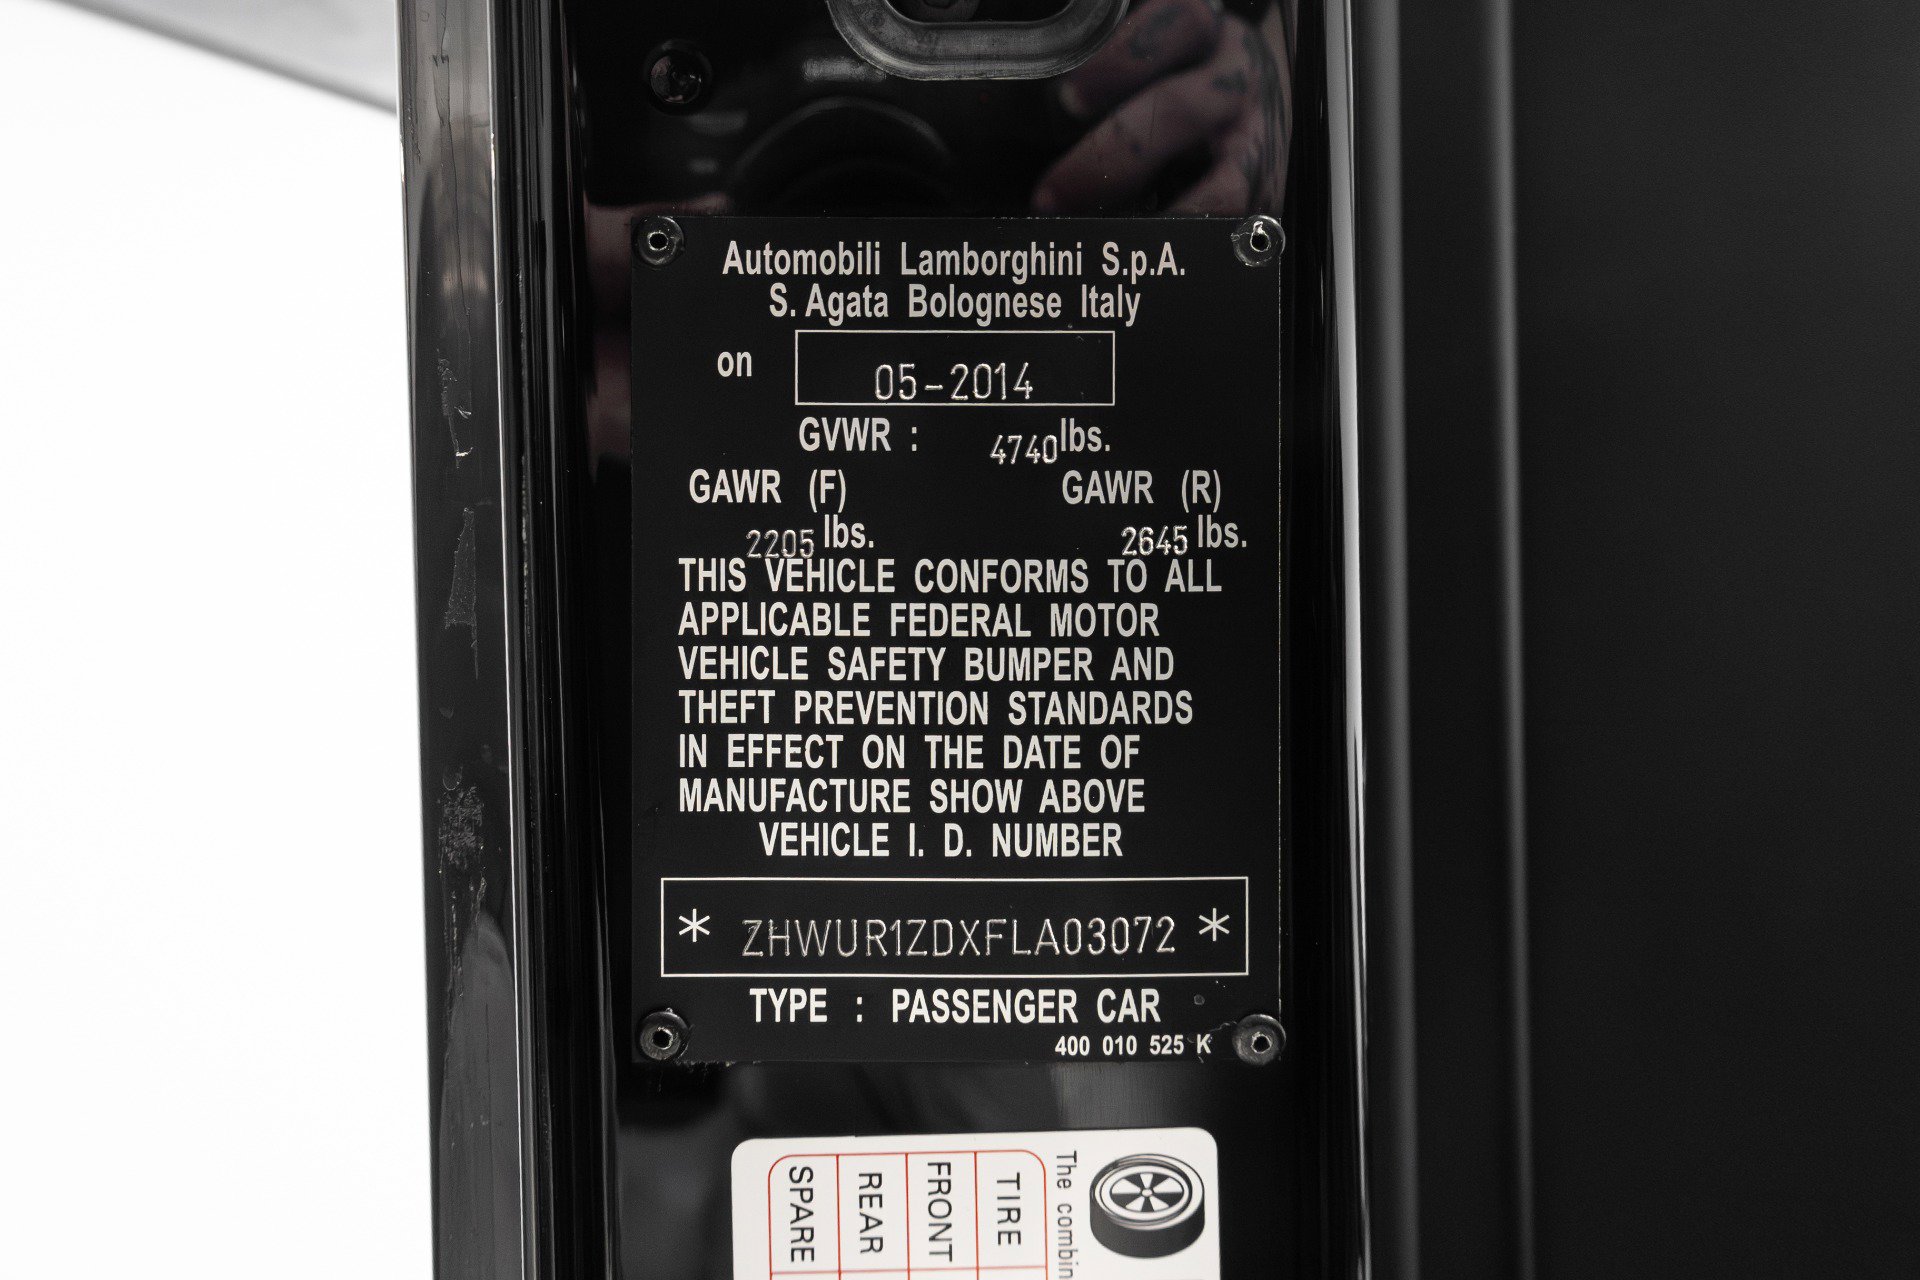 Automobili Lamborghini S.p.A.
S. Agata Bolognese Italy
on 05-2014
GVWR : 4740 lbs.
GAWR (F) GAWR (R)
2205 lbs. 2645 lbs.
THIS VEHICLE CONFORMS TO ALL
APPLICABLE FEDERAL MOTOR
VEHICLE SAFETY BUMPER AND
THEFT PREVENTION STANDARDS
IN EFFECT ON THE DATE OF
MANUFACTURE SHOW ABOVE
VEHICLE I. D. NUMBER
* ZHWUR1ZDXFLA03072 *
TYPE : PASSENGER CAR
400 010 525 K
The
TIRE
FRONT
REAR
SPARE